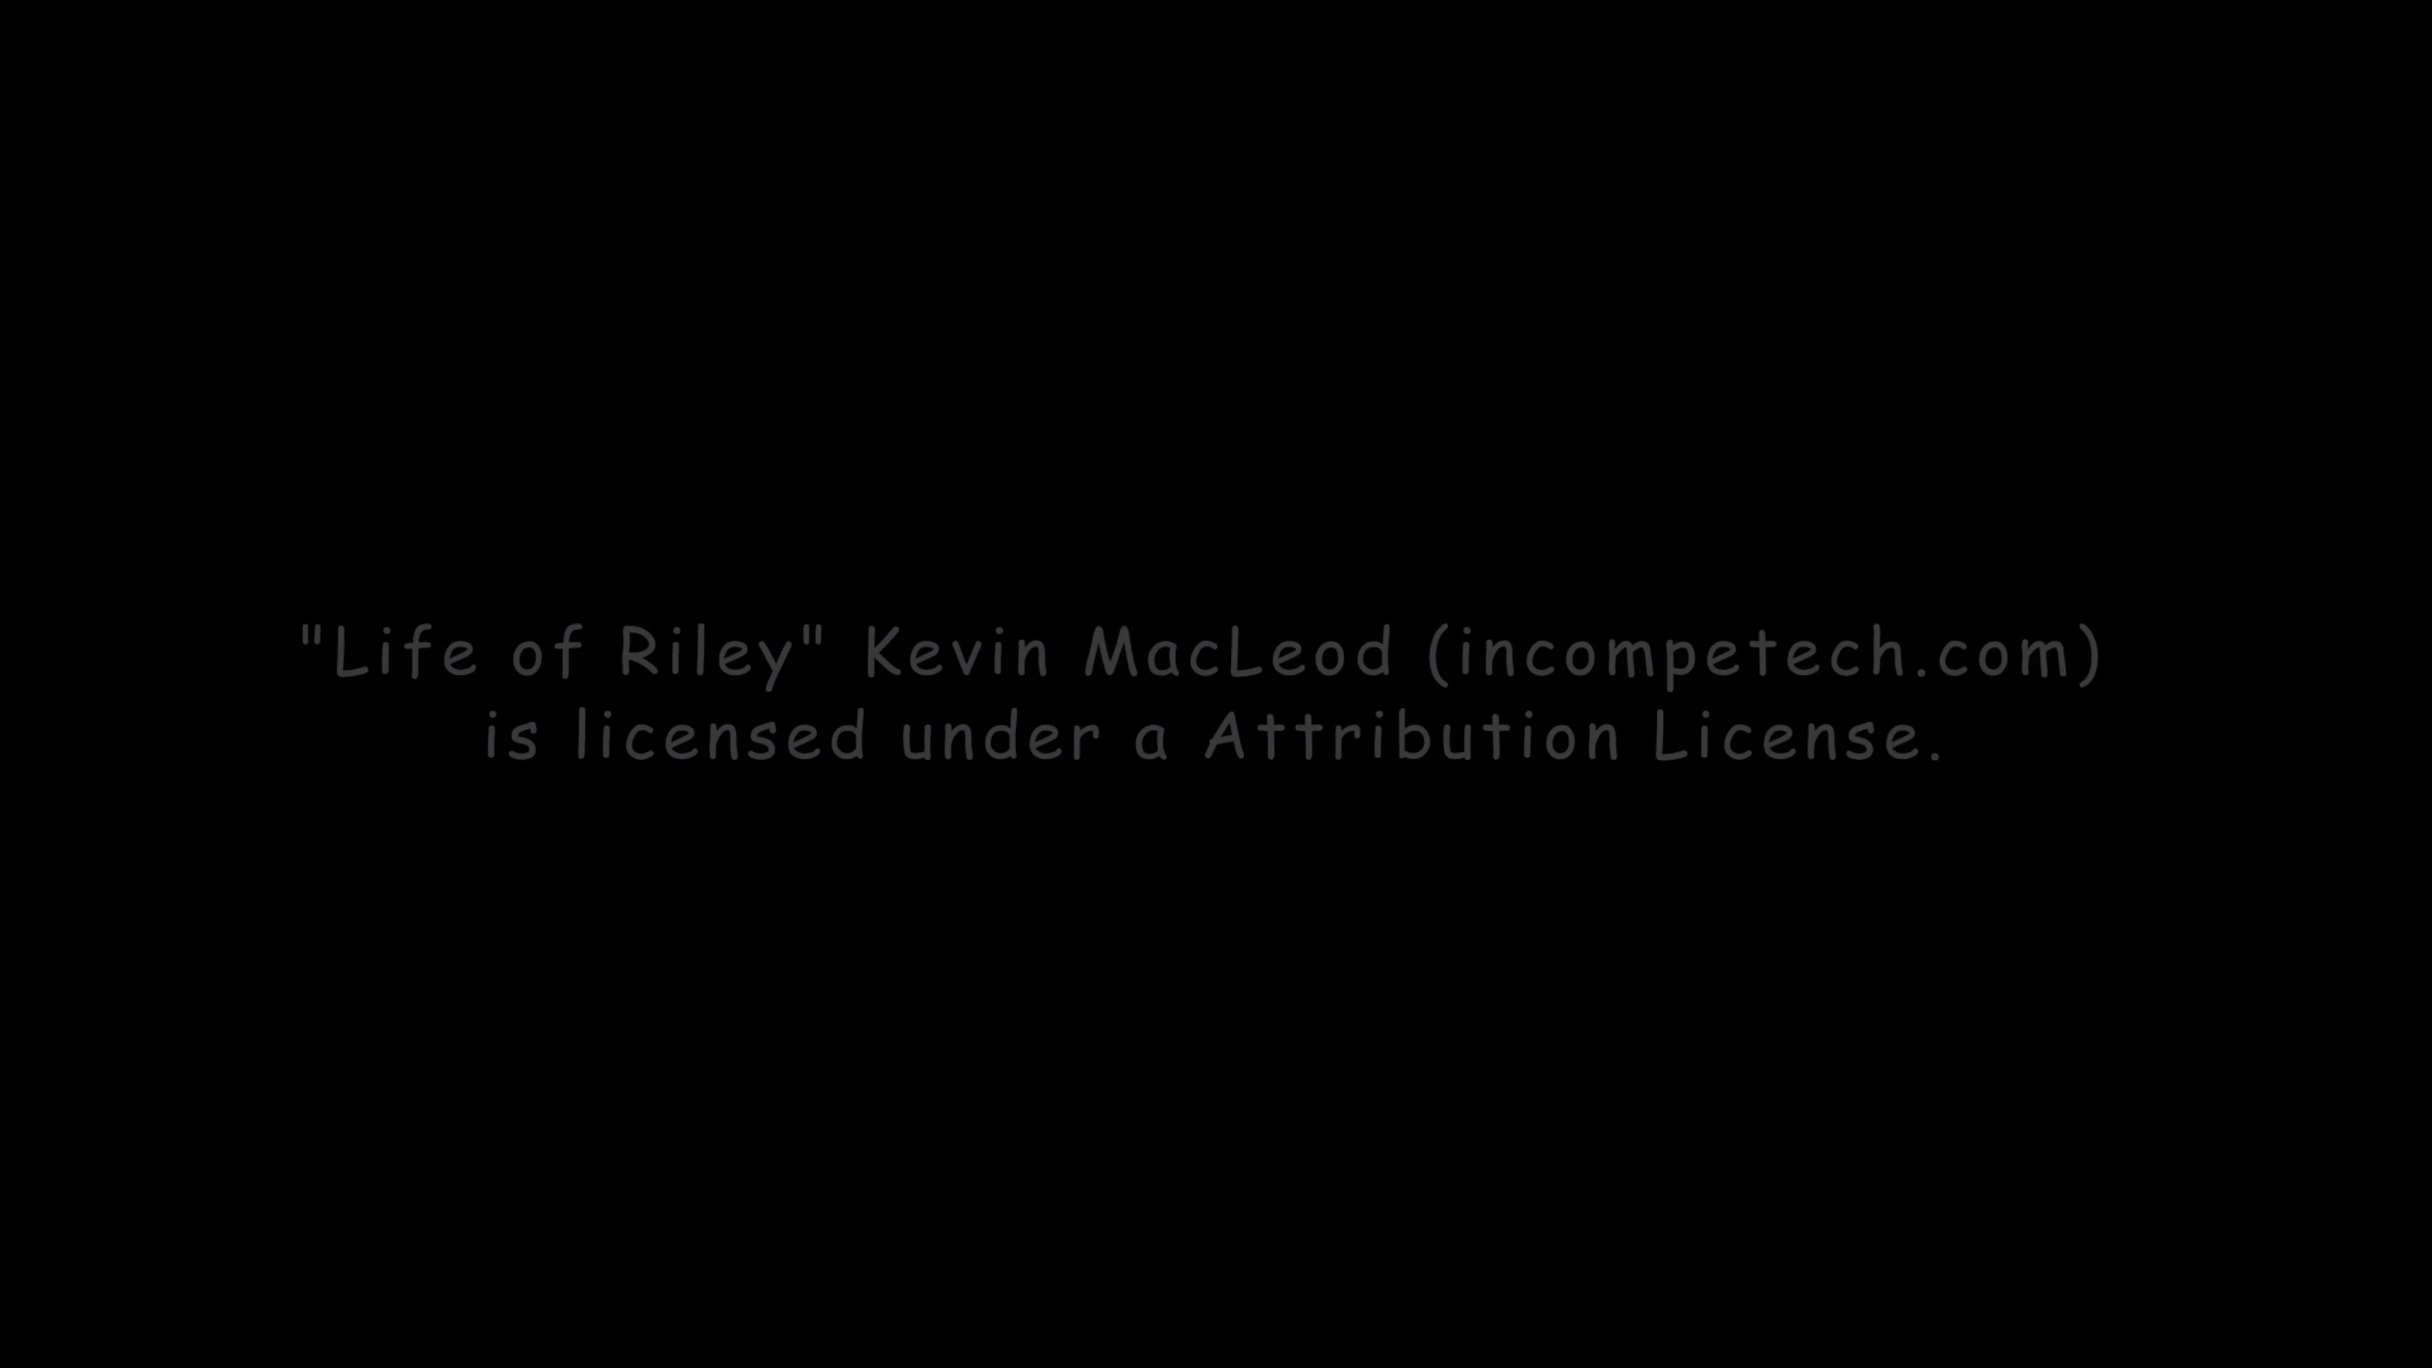 "Life of Riley" Kevin MacLeod (incompetech.com)
is licensed under a Attribution License.